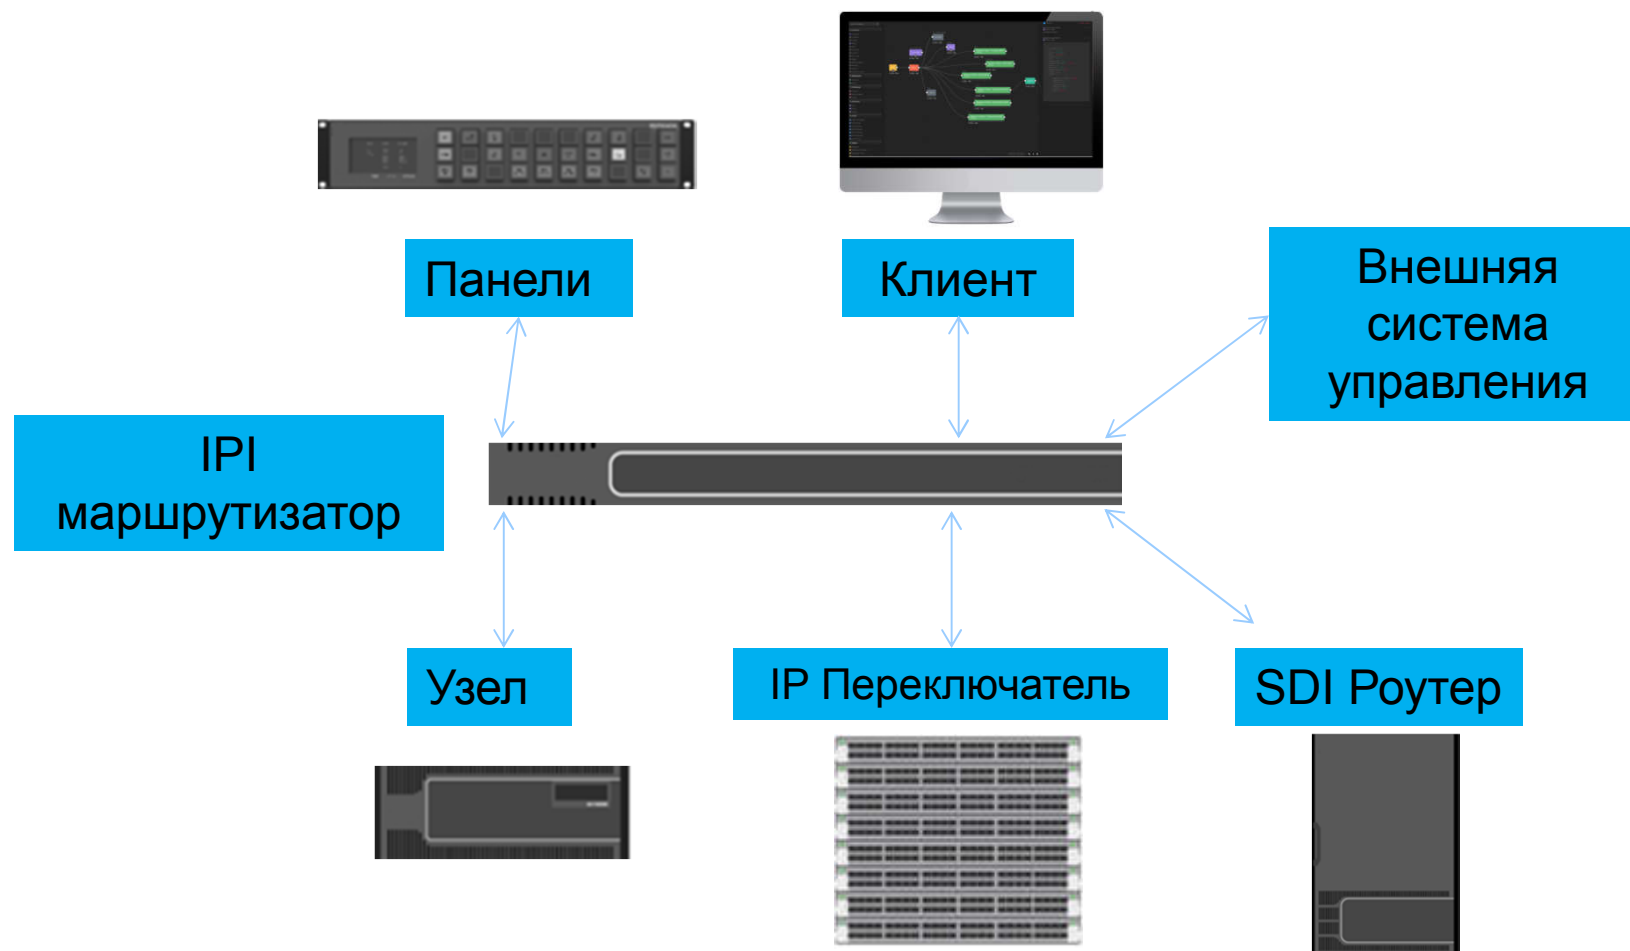 Панели
Клиент
Внешняя
система
управления
IPI
маршрутизатор
Узел
IP Переключатель
SDI Роутер